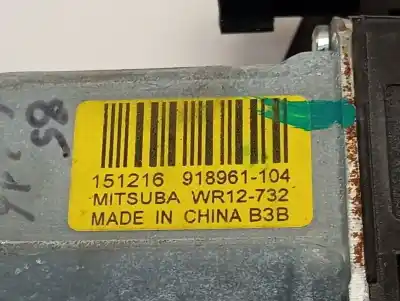 151216 918961-104
MITSUBA WR12-732
MADE IN CHINA B3B